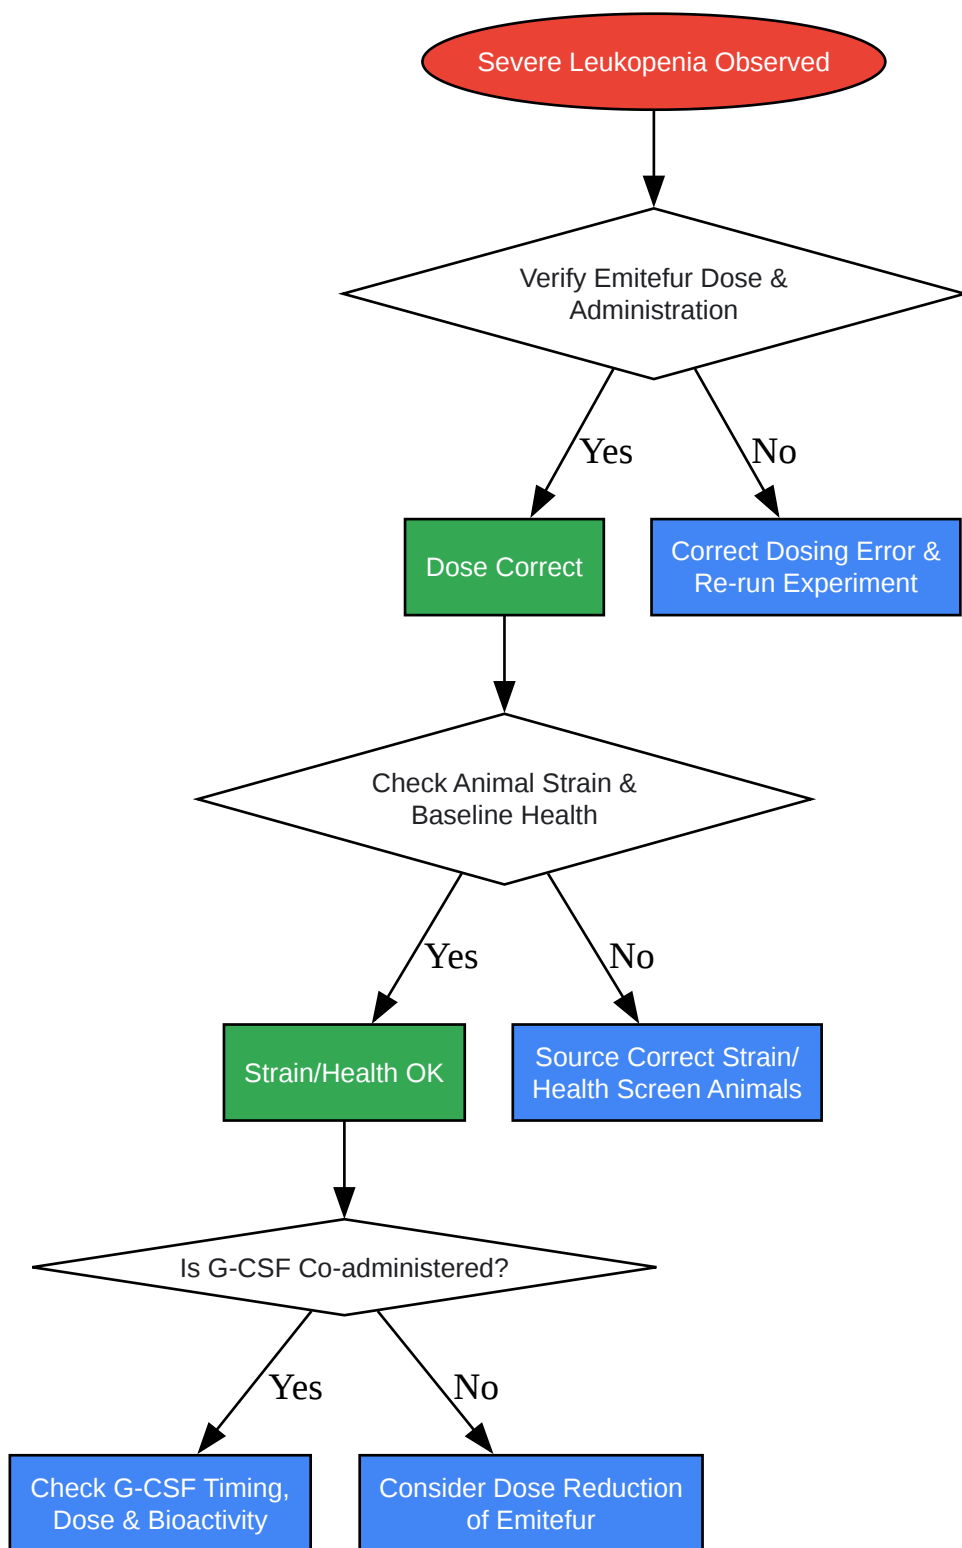 Severe Leukopenia Observed
Verify Emitefur Dose &
Administration
Yes
No
Dose Correct
Correct Dosing Error &
Re-run Experiment
Check Animal Strain &
Baseline Health
Yes
No
Strain/Health OK
Source Correct Strain/
Health Screen Animals
Is G-CSF Co-administered?
Yes
No
Check G-CSF Timing,
Dose & Bioactivity
Consider Dose Reduction
of Emitefur